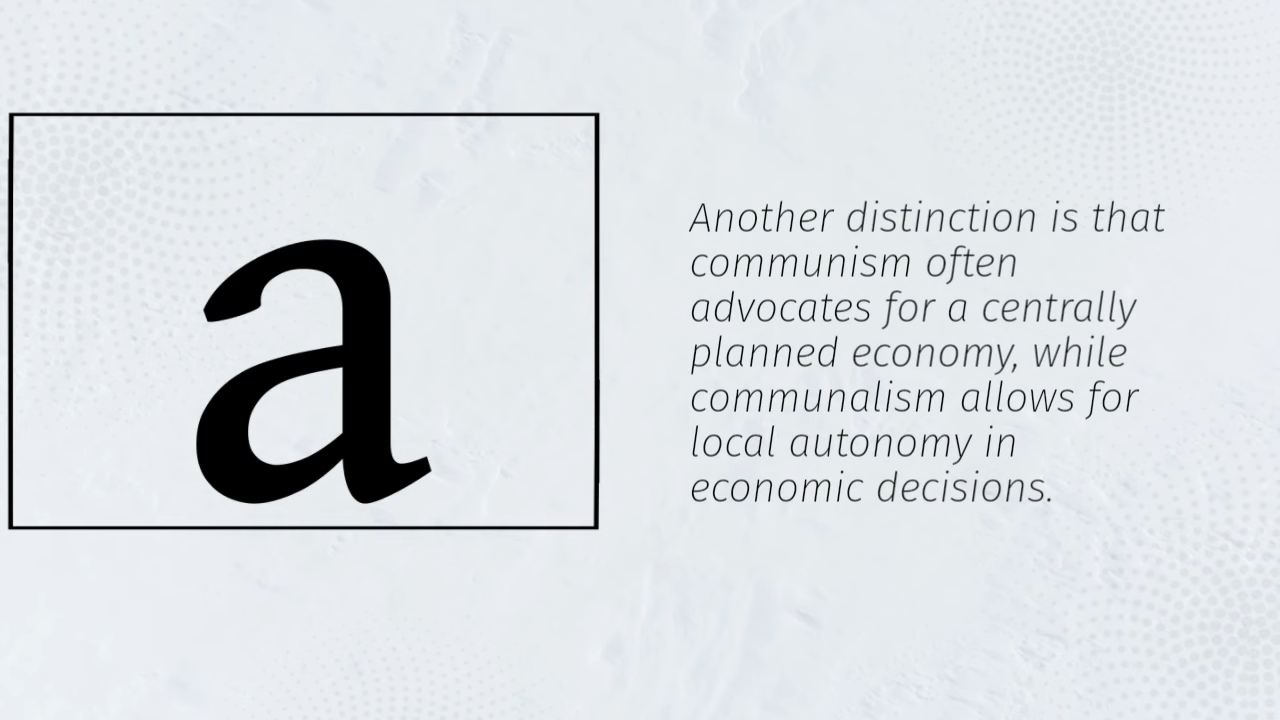 a
Another distinction is that
communism often
advocates for a centrally
planned economy, while
communalism allows for
local autonomy in
economic decisions.